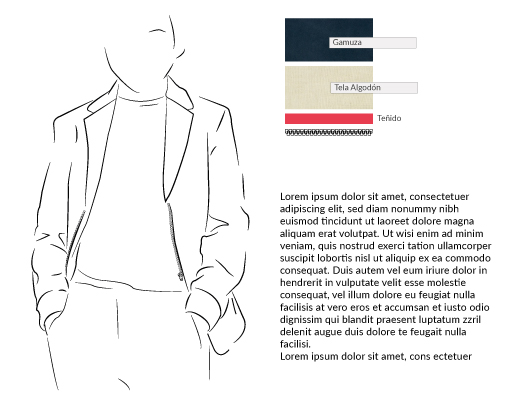 Gamuza
Tela Algodón
Teñido
Lorem ipsum dolor sit amet, consectetuer
adipiscing elit, sed diam nonummy nibh
euismod tincidunt ut laoreet dolore magna
aliquam erat volutpat. Ut wisi enim ad minim
veniam, quis nostrud exerci tation ullamcorper
suscipit lobortis nisl ut aliquip ex ea commodo
consequat. Duis autem vel eum iriure dolor in
hendrerit in vulputate velit esse molestie
consequat, vel illum dolore eu feugiat nulla
facilisis at vero eros et accumsan et iusto odio
dignissim qui blandit praesent luptatum zzril
delenit augue duis dolore te feugait nulla
facilisi.
Lorem ipsum dolor sit amet, cons ectetuer